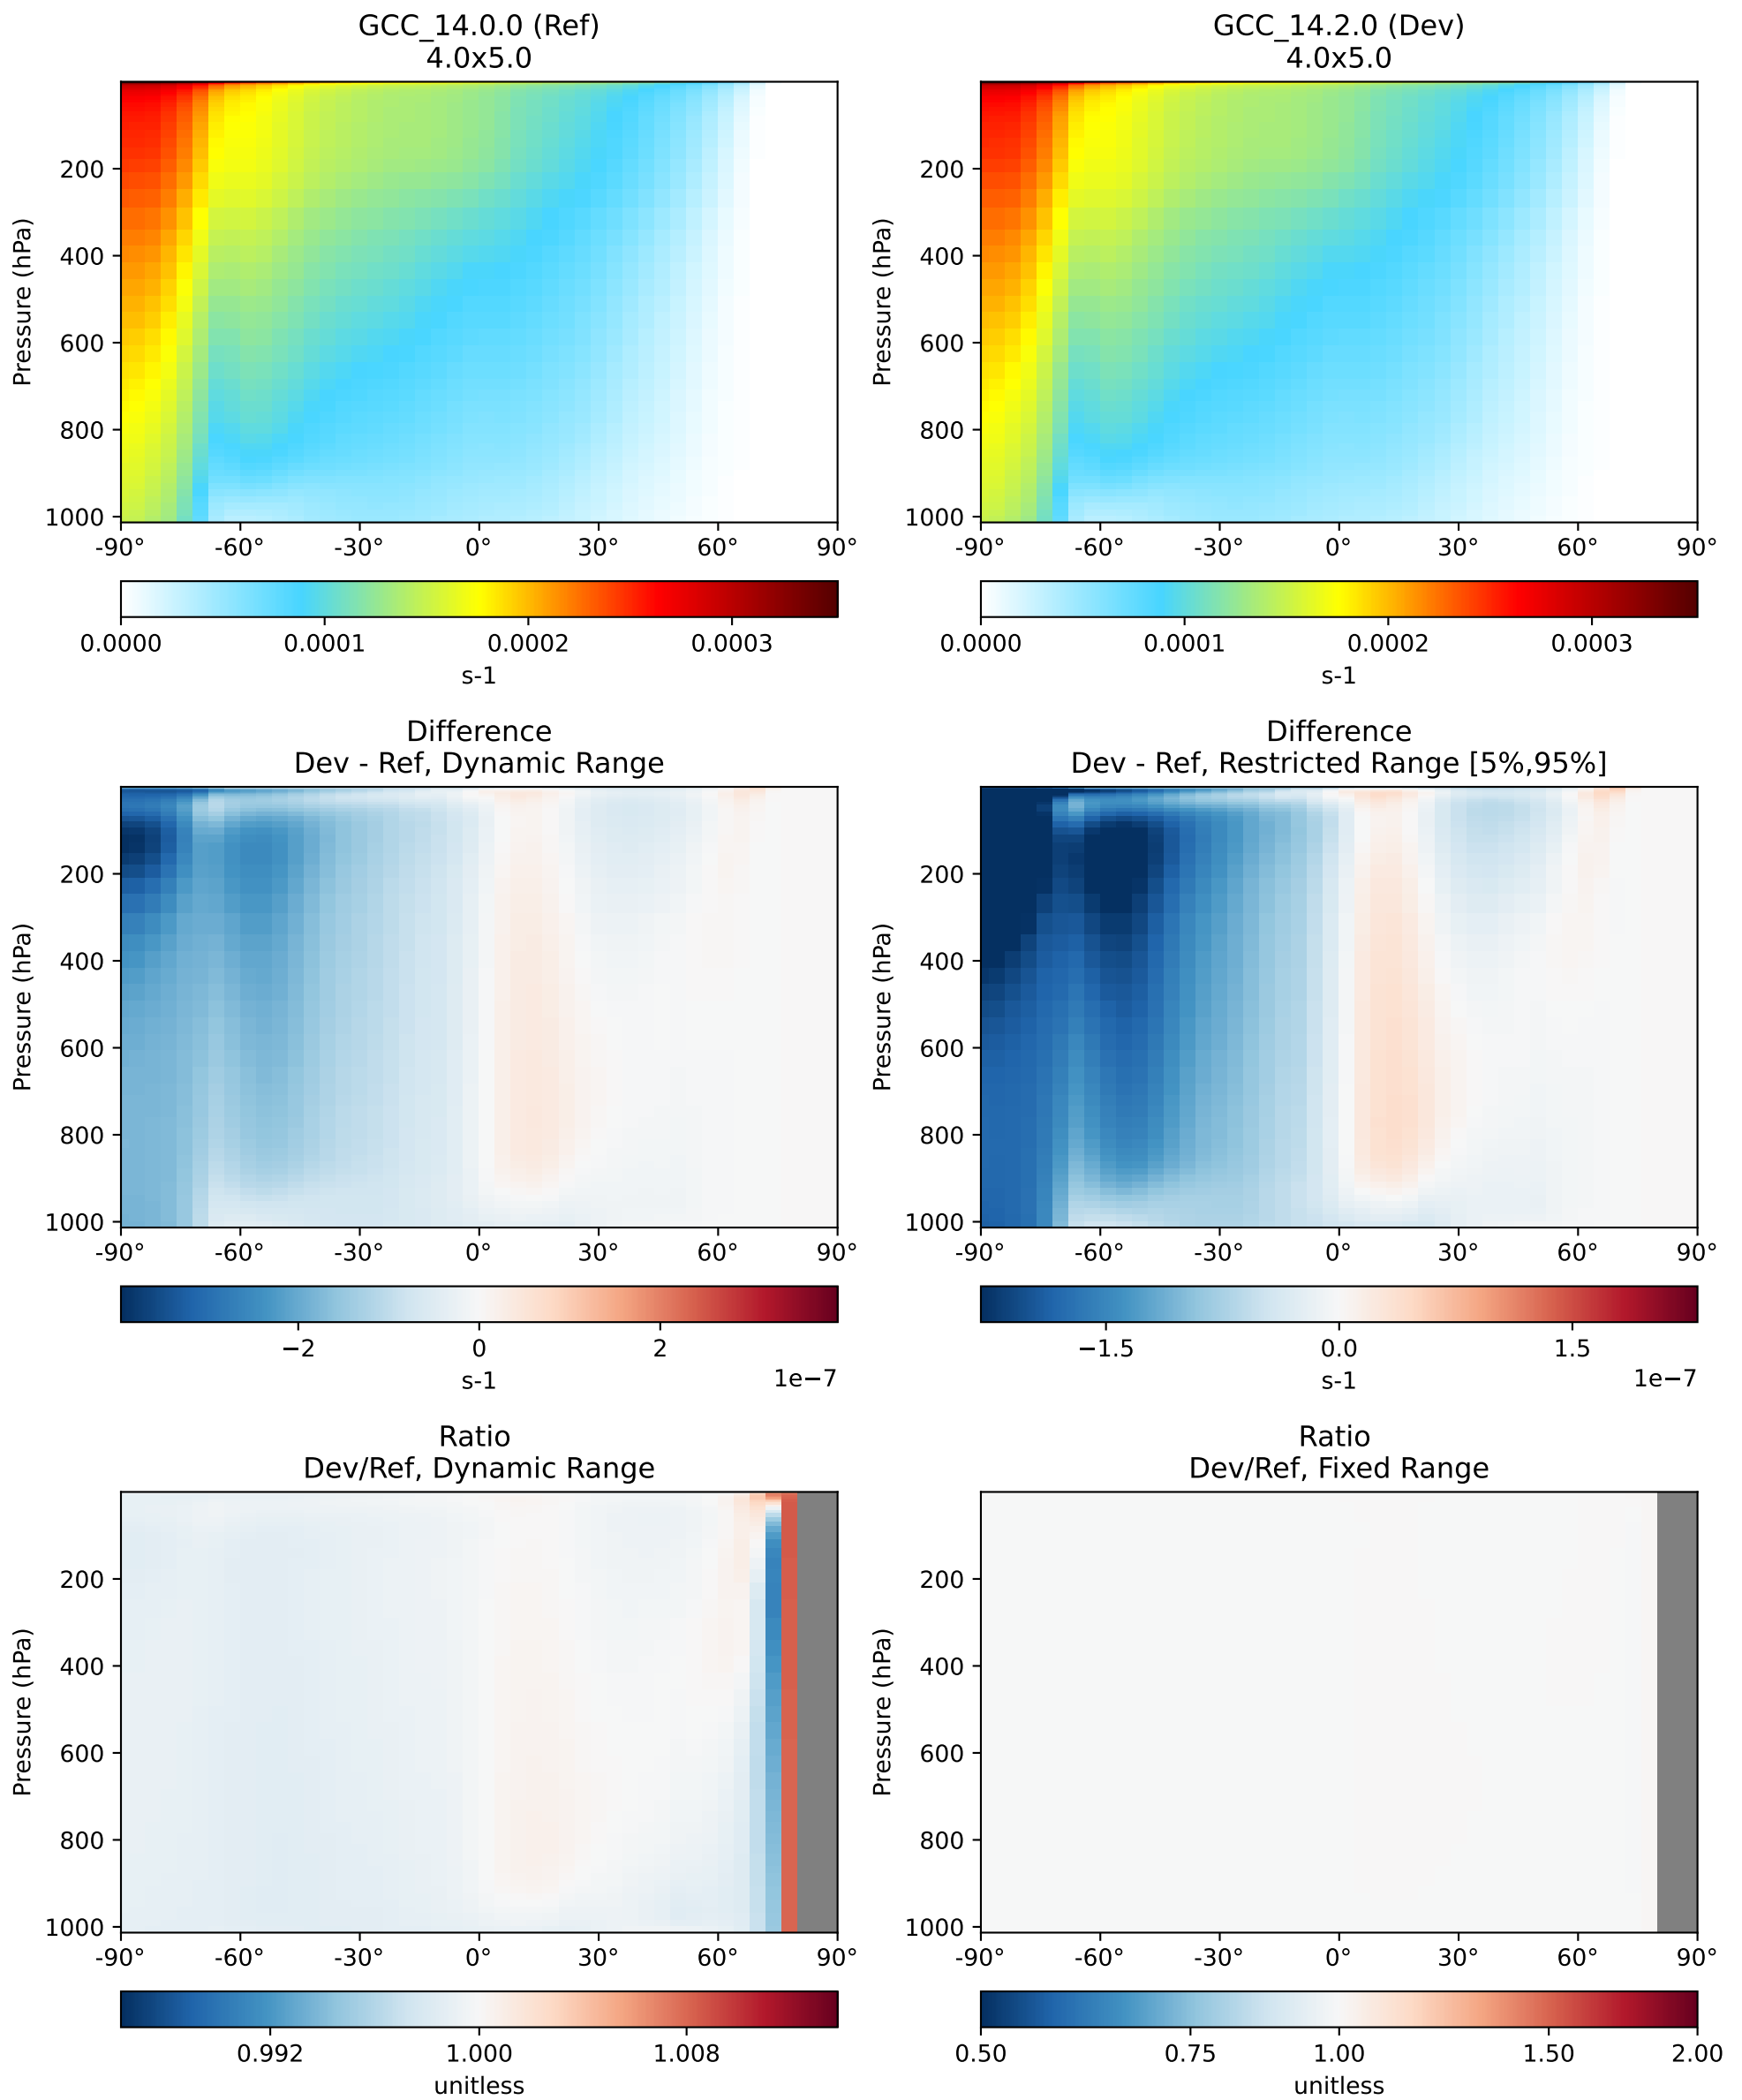 GCC_14.0.0 (Ref)
4.0x5.0
GCC_14.2.0 (Dev)
4.0x5.0
Pressure (hPa)
200
400
600
800
1000
-90° -60° -30° 0° 30° 60° 90°
Pressure (hPa)
200
400
600
800
1000
-90° -60° -30° 0° 30° 60° 90°
0.0000 0.0001 0.0002 0.0003
s-1
0.0000 0.0001 0.0002 0.0003
s-1
Difference
Dev - Ref, Dynamic Range
Difference
Dev - Ref, Restricted Range [5%,95%]
Pressure (hPa)
200
400
600
800
1000
-90° -60° -30° 0° 30° 60° 90°
Pressure (hPa)
200
400
600
800
1000
-90° -60° -30° 0° 30° 60° 90°
−2 0 2
s-1 1e−7
−1.5 0.0 1.5
s-1 1e−7
Ratio
Dev/Ref, Dynamic Range
Ratio
Dev/Ref, Fixed Range
Pressure (hPa)
200
400
600
800
1000
-90° -60° -30° 0° 30° 60° 90°
Pressure (hPa)
200
400
600
800
1000
-90° -60° -30° 0° 30° 60° 90°
0.992 1.000 1.008
unitless
0.50 0.75 1.00 1.50 2.00
unitless